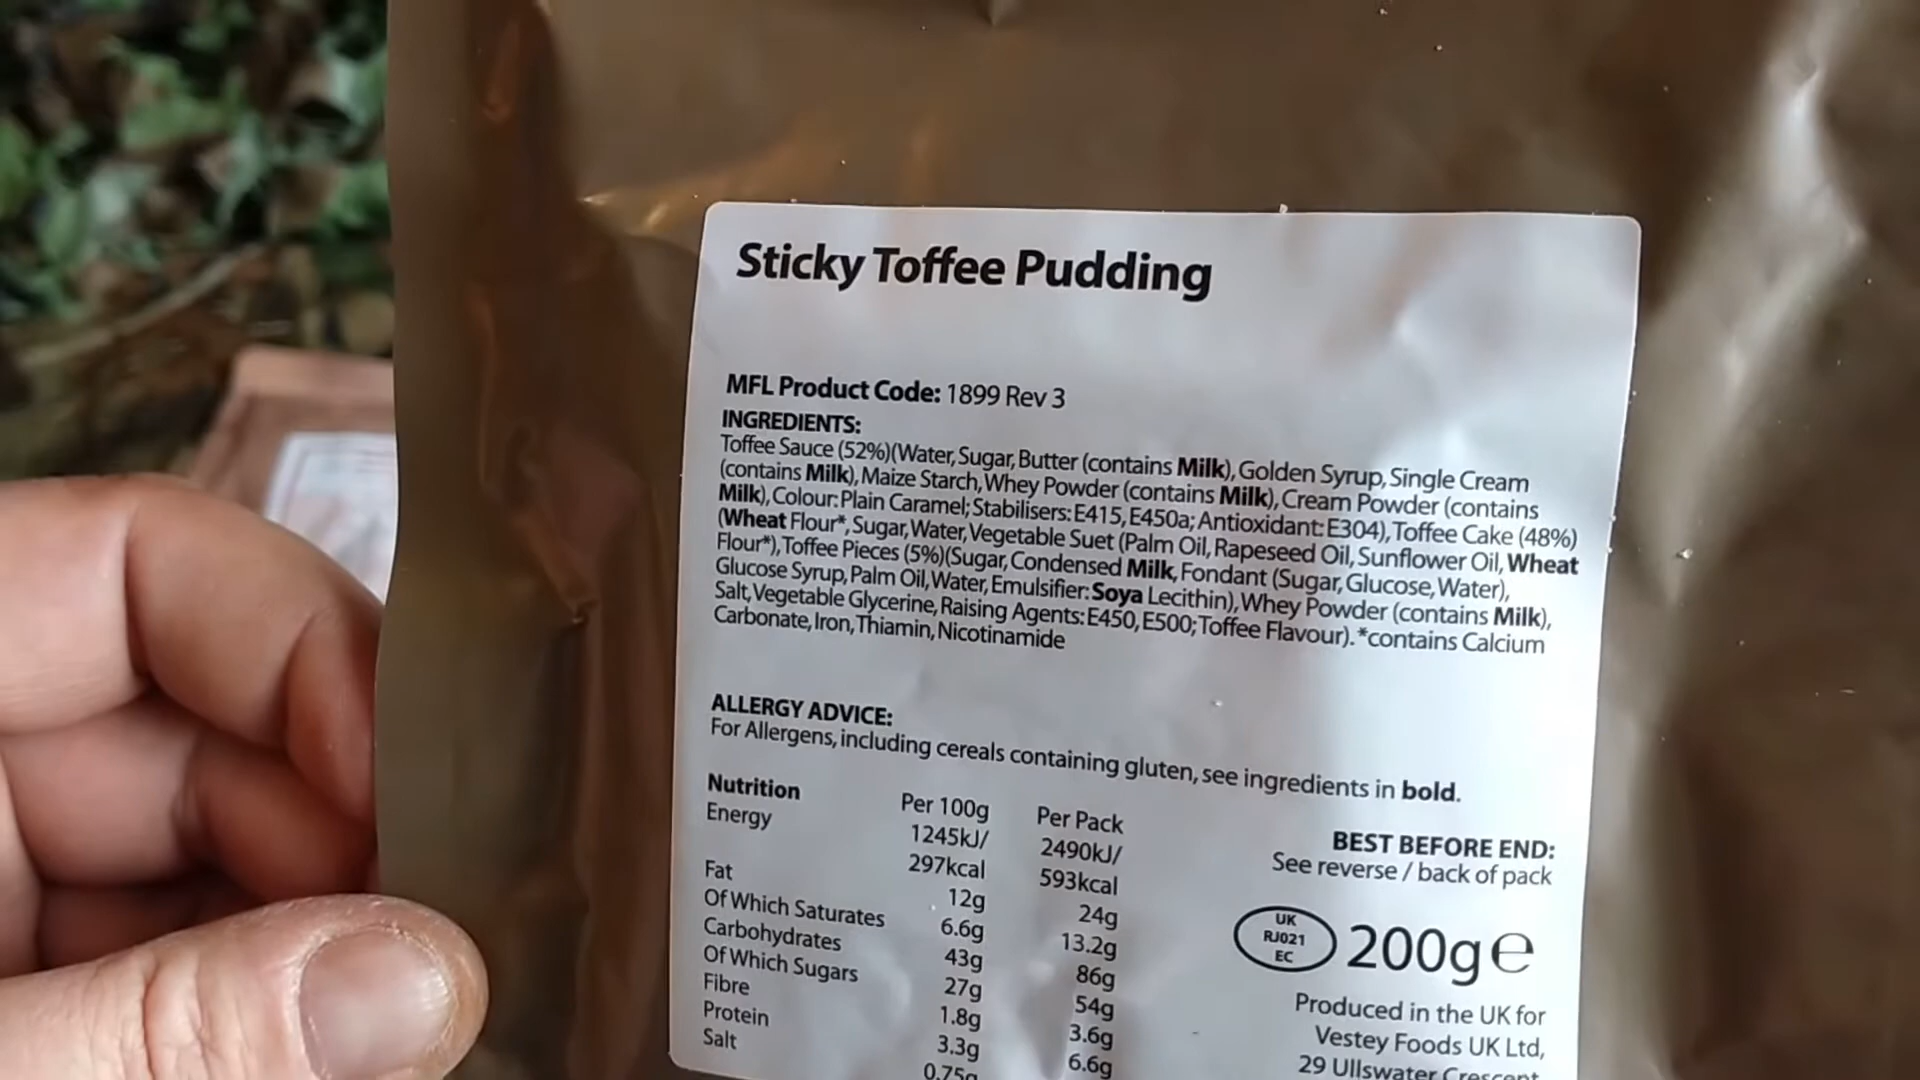 Sticky Toffee Pudding
MFL Product Code: 1899 Rev 3
INGREDIENTS:
Toffee Sauce (52%)(Water, Sugar, Butter (contains Milk), Golden Syrup, Single Cream
(contains Milk), Maize Starch, Whey Powder (contains Milk), Cream Powder (contains
Milk), Colour: Plain Caramel; Stabilisers: E415, E450a; Antioxidant: E304), Toffee Cake (48%)
(Wheat Flour*, Sugar, Water, Vegetable Suet (Palm Oil, Rapeseed Oil, Sunflower Oil, Wheat
Flour*), Toffee Pieces (5%)(Sugar, Condensed Milk, Fondant (Sugar, Glucose, Water),
Glucose Syrup, Palm Oil, Water, Emulsifier: Soya Lecithin), Whey Powder (contains Milk),
Salt, Vegetable Glycerine, Raising Agents: E450, E500; Toffee Flavour). *contains Calcium
Carbonate, Iron, Thiamin, Nicotinamide
ALLERGY ADVICE:
For Allergens, including cereals containing gluten, see ingredients in bold.
Nutrition Per 100g Per Pack
Energy 1245kJ/ 2490kJ/
297kcal 593kcal
Fat 12g 24g
Of Which Saturates 6.6g 13.2g
Carbohydrates 43g 86g
Of Which Sugars 27g 54g
Fibre 1.8g 3.6g
Protein 3.3g 6.6g
Salt 0.75g
BEST BEFORE END:
See reverse / back of pack
UK
RJ021
EC
200g e
Produced in the UK for
Vestey Foods UK Ltd,
29 Ullswater Crescent